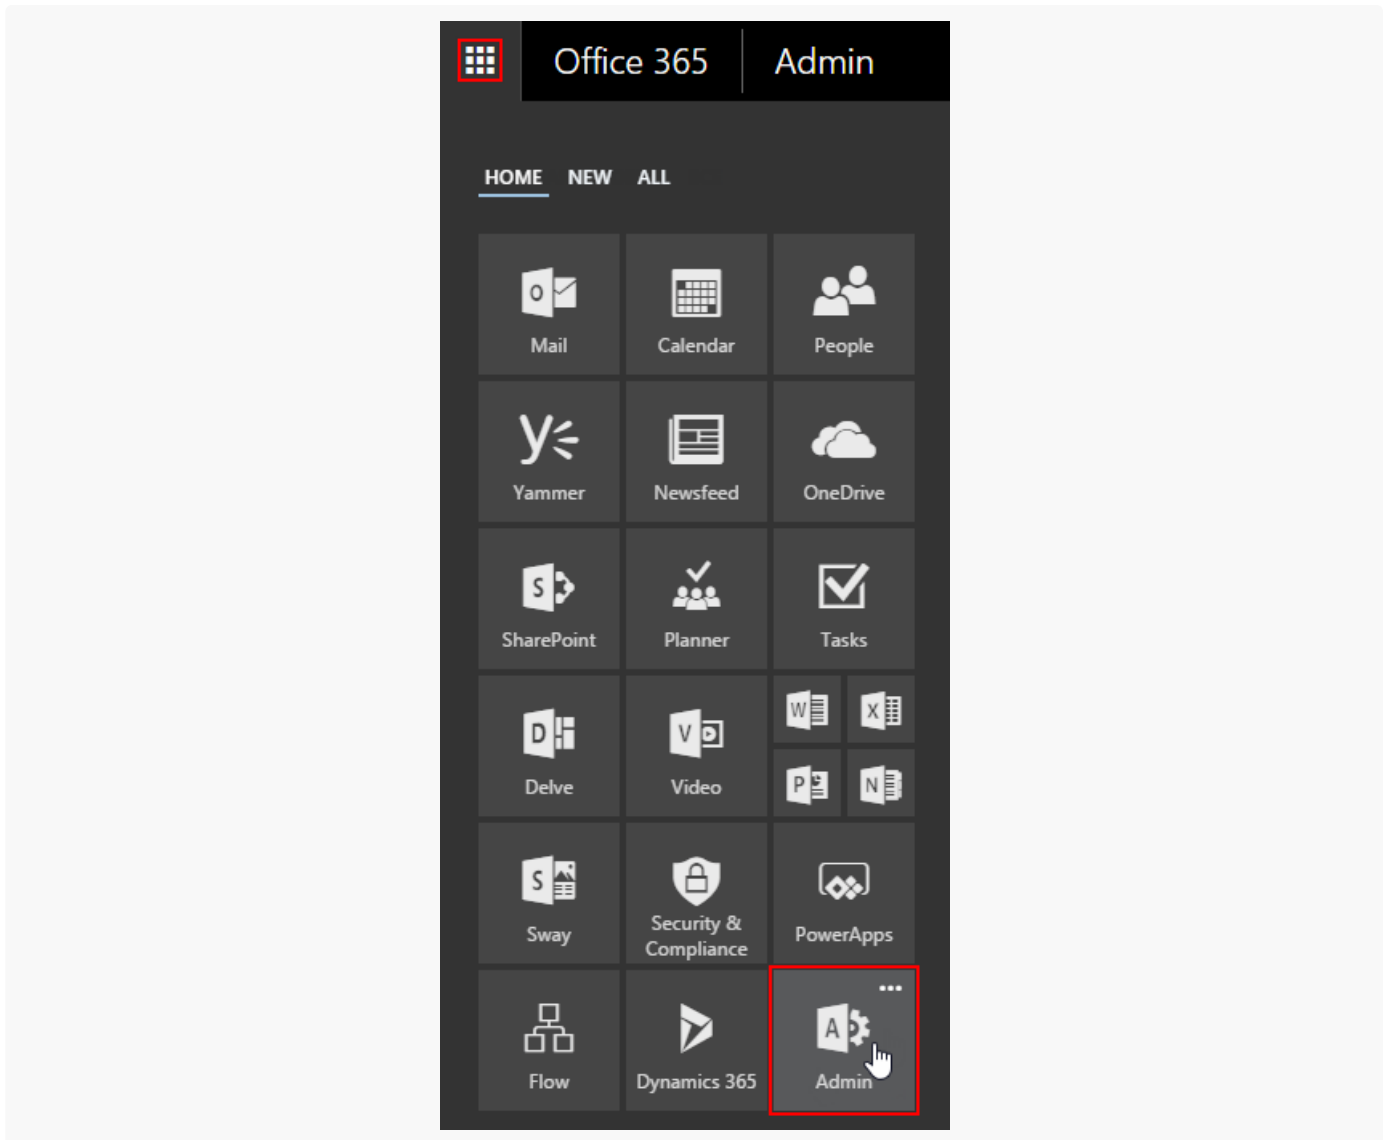 Office 365 Admin
HOME NEW ALL
O
Mail Calendar People
Yammer Newsfeed OneDrive
S
SharePoint Planner Tasks
W X
D V
P N
Delve Video
S
Security &
Sway Compliance PowerApps
A
Flow Dynamics 365 Admin